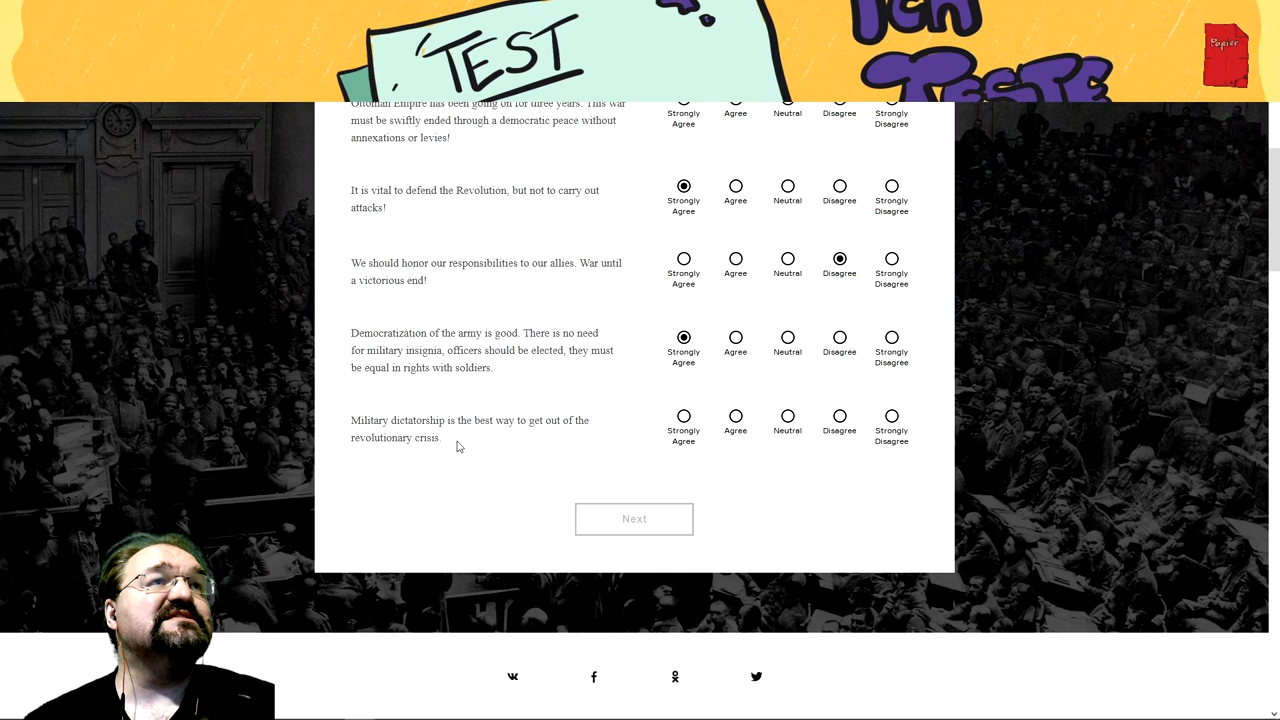 TEST
ICH
TESTE
Papier
Ottoman Empire has been going on for three years. This war
must be swiftly ended through a democratic peace without
annexations or levies!
Strongly Agree
Agree
Neutral
Disagree
Strongly Disagree
It is vital to defend the Revolution, but not to carry out
attacks!
Strongly Agree
Agree
Neutral
Disagree
Strongly Disagree
We should honor our responsibilities to our allies. War until
a victorious end!
Strongly Agree
Agree
Neutral
Disagree
Strongly Disagree
Democratization of the army is good. There is no need
for military insignia, officers should be elected, they must
be equal in rights with soldiers.
Strongly Agree
Agree
Neutral
Disagree
Strongly Disagree
Military dictatorship is the best way to get out of the
revolutionary crisis.
Strongly Agree
Agree
Neutral
Disagree
Strongly Disagree
Next